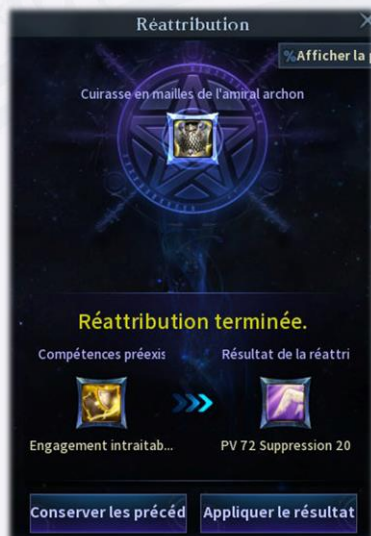 Réattribution
%Afficher la p
Cuirasse en mailles de l'amiral archon
Réattribution terminée.
Compétences préexis
Résultat de la réattri
Engagement intraitab...
PV 72 Suppression 20
Conserver les précéd
Appliquer le résultat